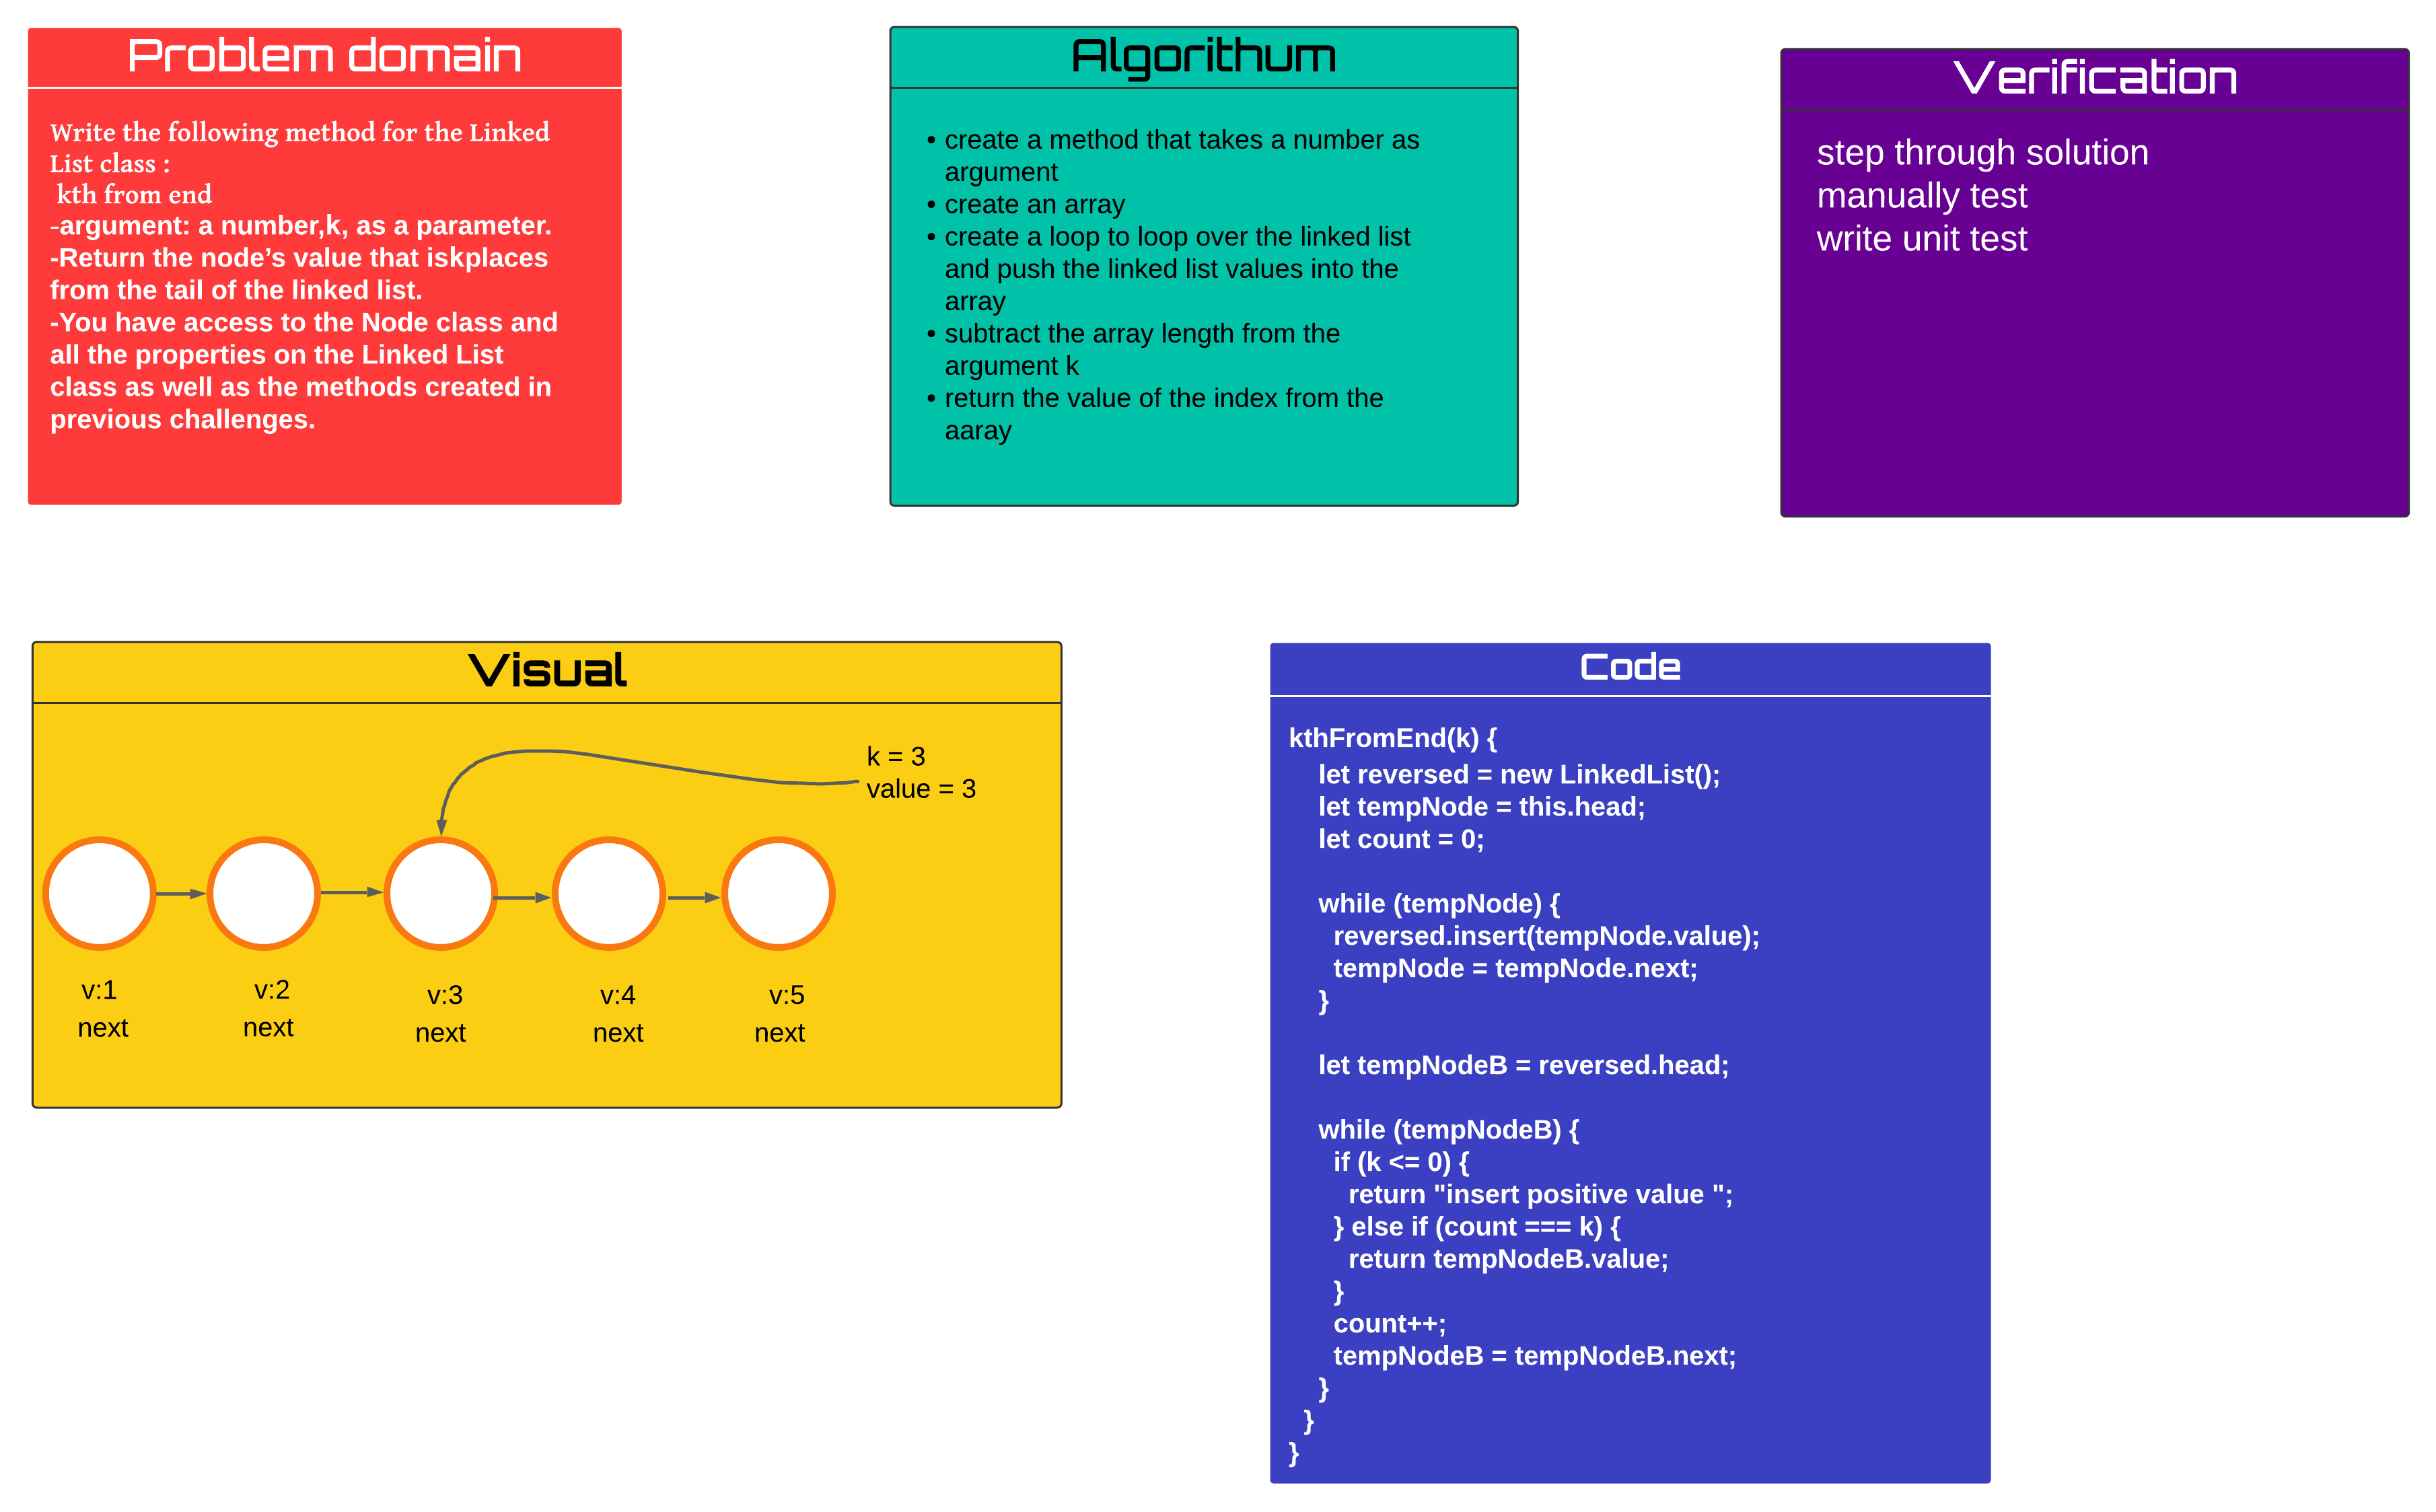 Problem domain
Write the following method for the Linked
List class :
kth from end
-argument: a number,k, as a parameter.
-Return the node’s value that iskplaces
from the tail of the linked list.
-You have access to the Node class and
all the properties on the Linked List
class as well as the methods created in
previous challenges.
Algorithum
• create a method that takes a number as
argument
• create an array
• create a loop to loop over the linked list
and push the linked list values into the
array
• subtract the array length from the
argument k
• return the value of the index from the
aaray
Verification
step through solution
manually test
write unit test
Visual
k = 3
value = 3
v:1
next
v:2
next
v:3
next
v:4
next
v:5
next
Code
kthFromEnd(k) {
let reversed = new LinkedList();
let tempNode = this.head;
let count = 0;
while (tempNode) {
reversed.insert(tempNode.value);
tempNode = tempNode.next;
}
let tempNodeB = reversed.head;
while (tempNodeB) {
if (k <= 0) {
return "insert positive value ";
} else if (count === k) {
return tempNodeB.value;
}
count++;
tempNodeB = tempNodeB.next;
}
}
}